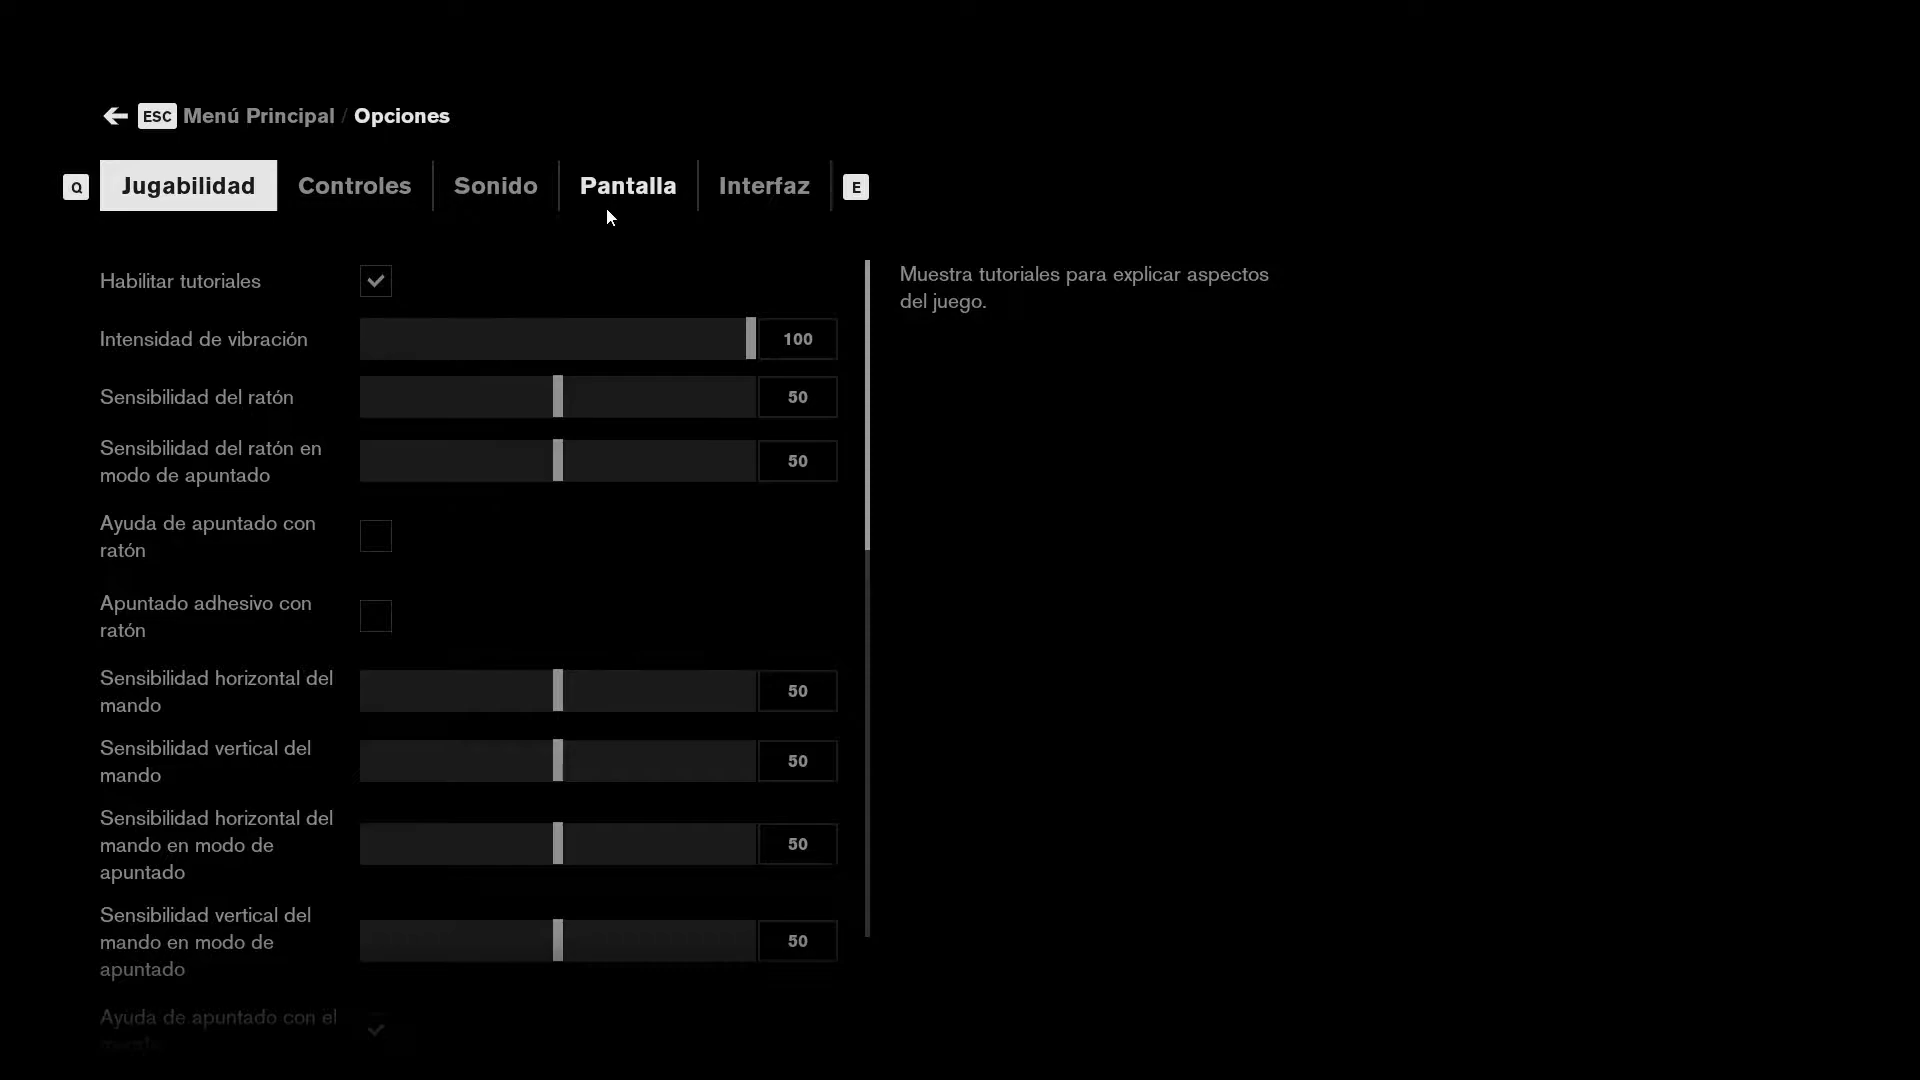 ESC Menú Principal / Opciones
Q Jugabilidad Controles Sonido Pantalla Interfaz E
Habilitar tutoriales
Muestra tutoriales para explicar aspectos
del juego.
Intensidad de vibración 100
Sensibilidad del ratón 50
Sensibilidad del ratón en
modo de apuntado 50
Ayuda de apuntado con
ratón
Apuntado adhesivo con
ratón
Sensibilidad horizontal del
mando 50
Sensibilidad vertical del
mando 50
Sensibilidad horizontal del
mando en modo de 50
apuntado
Sensibilidad vertical del
mando en modo de 50
apuntado
Ayuda de apuntado con el